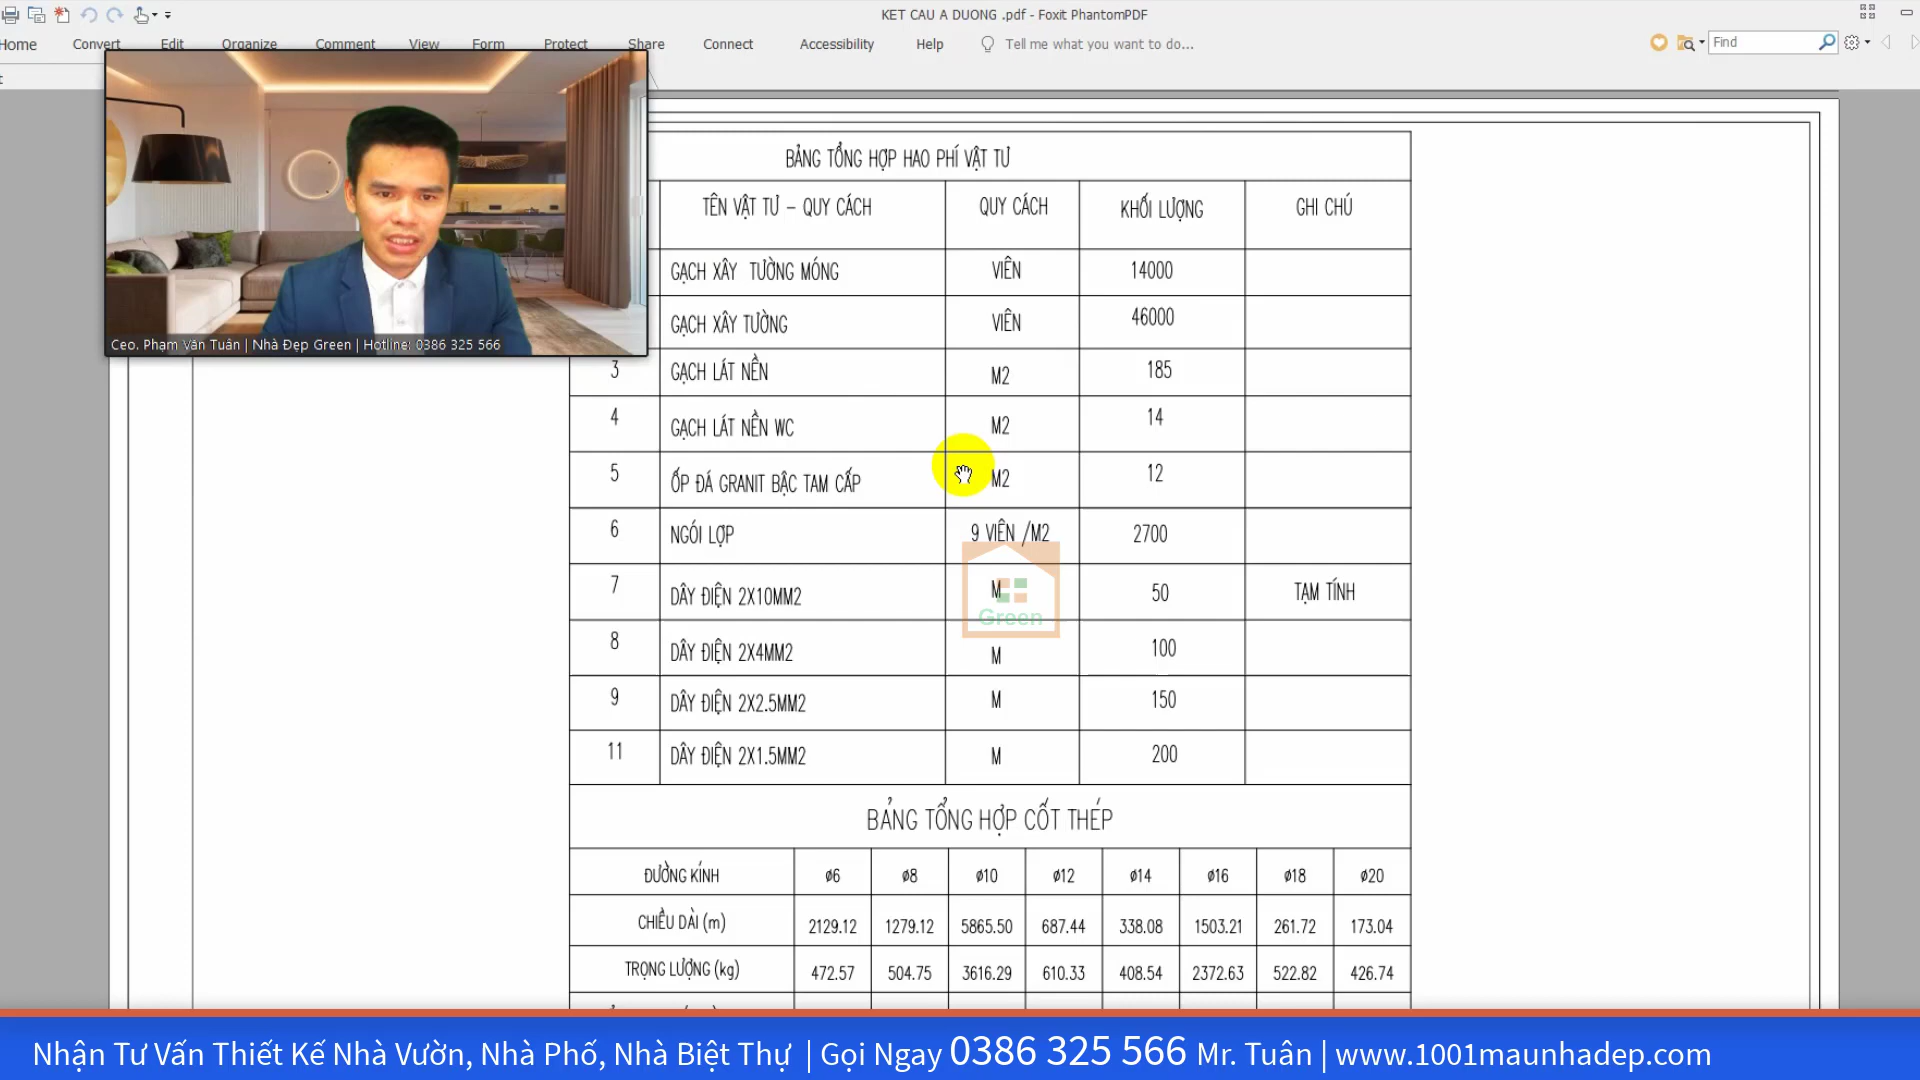 KET CAU A DUONG .pdf - Foxit PhantomPDF
Home Convert Edit Organize Comment View Form Protect Share Connect Accessibility Help Tell me what you want to do... Find
Ceo. Phạm Văn Tuân | Nhà Đẹp Green | Hotline: 0386 325 566
BẢNG TỔNG HỢP HAO PHÍ VẬT TƯ
TÊN VẬT TƯ – QUY CÁCH QUY CÁCH KHỐI LƯỢNG GHI CHÚ
GẠCH XÂY TƯỜNG MÓNG VIÊN 14000
GẠCH XÂY TƯỜNG VIÊN 46000
3 GẠCH LÁT NỀN M2 185
4 GẠCH LÁT NỀN WC M2 14
5 ỐP ĐÁ GRANIT BẬC TAM CẤP M2 12
6 NGÓI LỢP 9 VIÊN /M2 2700
7 DÂY ĐIỆN 2X10MM2 M 50 TẠM TÍNH
Green
8 DÂY ĐIỆN 2X4MM2 M 100
9 DÂY ĐIỆN 2X2.5MM2 M 150
11 DÂY ĐIỆN 2X1.5MM2 M 200
BẢNG TỔNG HỢP CỐT THÉP
ĐƯỜNG KÍNH ø6 ø8 ø10 ø12 ø14 ø16 ø18 ø20
CHIỀU DÀI (m) 2129.12 1279.12 5865.50 687.44 338.08 1503.21 261.72 173.04
TRỌNG LƯỢNG (kg) 472.57 504.75 3616.29 610.33 408.54 2372.63 522.82 426.74
Nhận Tư Vấn Thiết Kế Nhà Vườn, Nhà Phố, Nhà Biệt Thự | Gọi Ngay 0386 325 566 Mr. Tuân | www.1001maunhadep.com